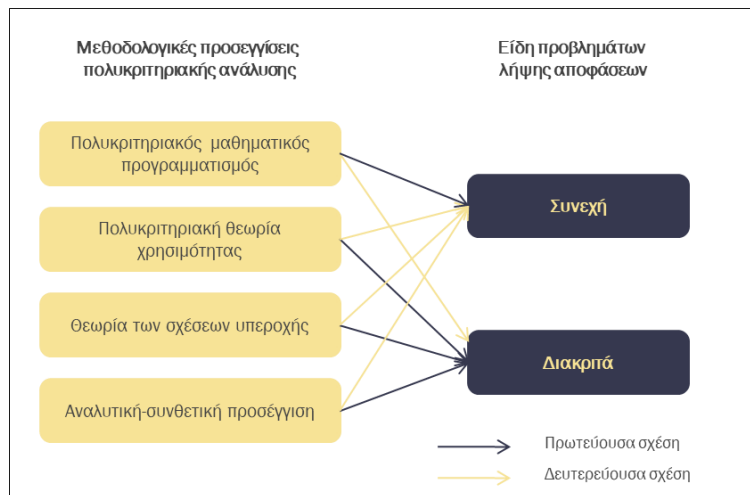 Μεθοδολογικές προσεγγίσεις
πολυκριτηριακής ανάλυσης
Είδη προβλημάτων
λήψης αποφάσεων
Πολυκριτηριακός μαθηματικός
προγραμματισμός
Πολυκριτηριακή θεωρία
χρησιμότητας
Θεωρία των σχέσεων υπεροχής
Αναλυτική-συνθετική προσέγγιση
Συνεχή
Διακριτά
Πρωτεύουσα σχέση
Δευτερεύουσα σχέση